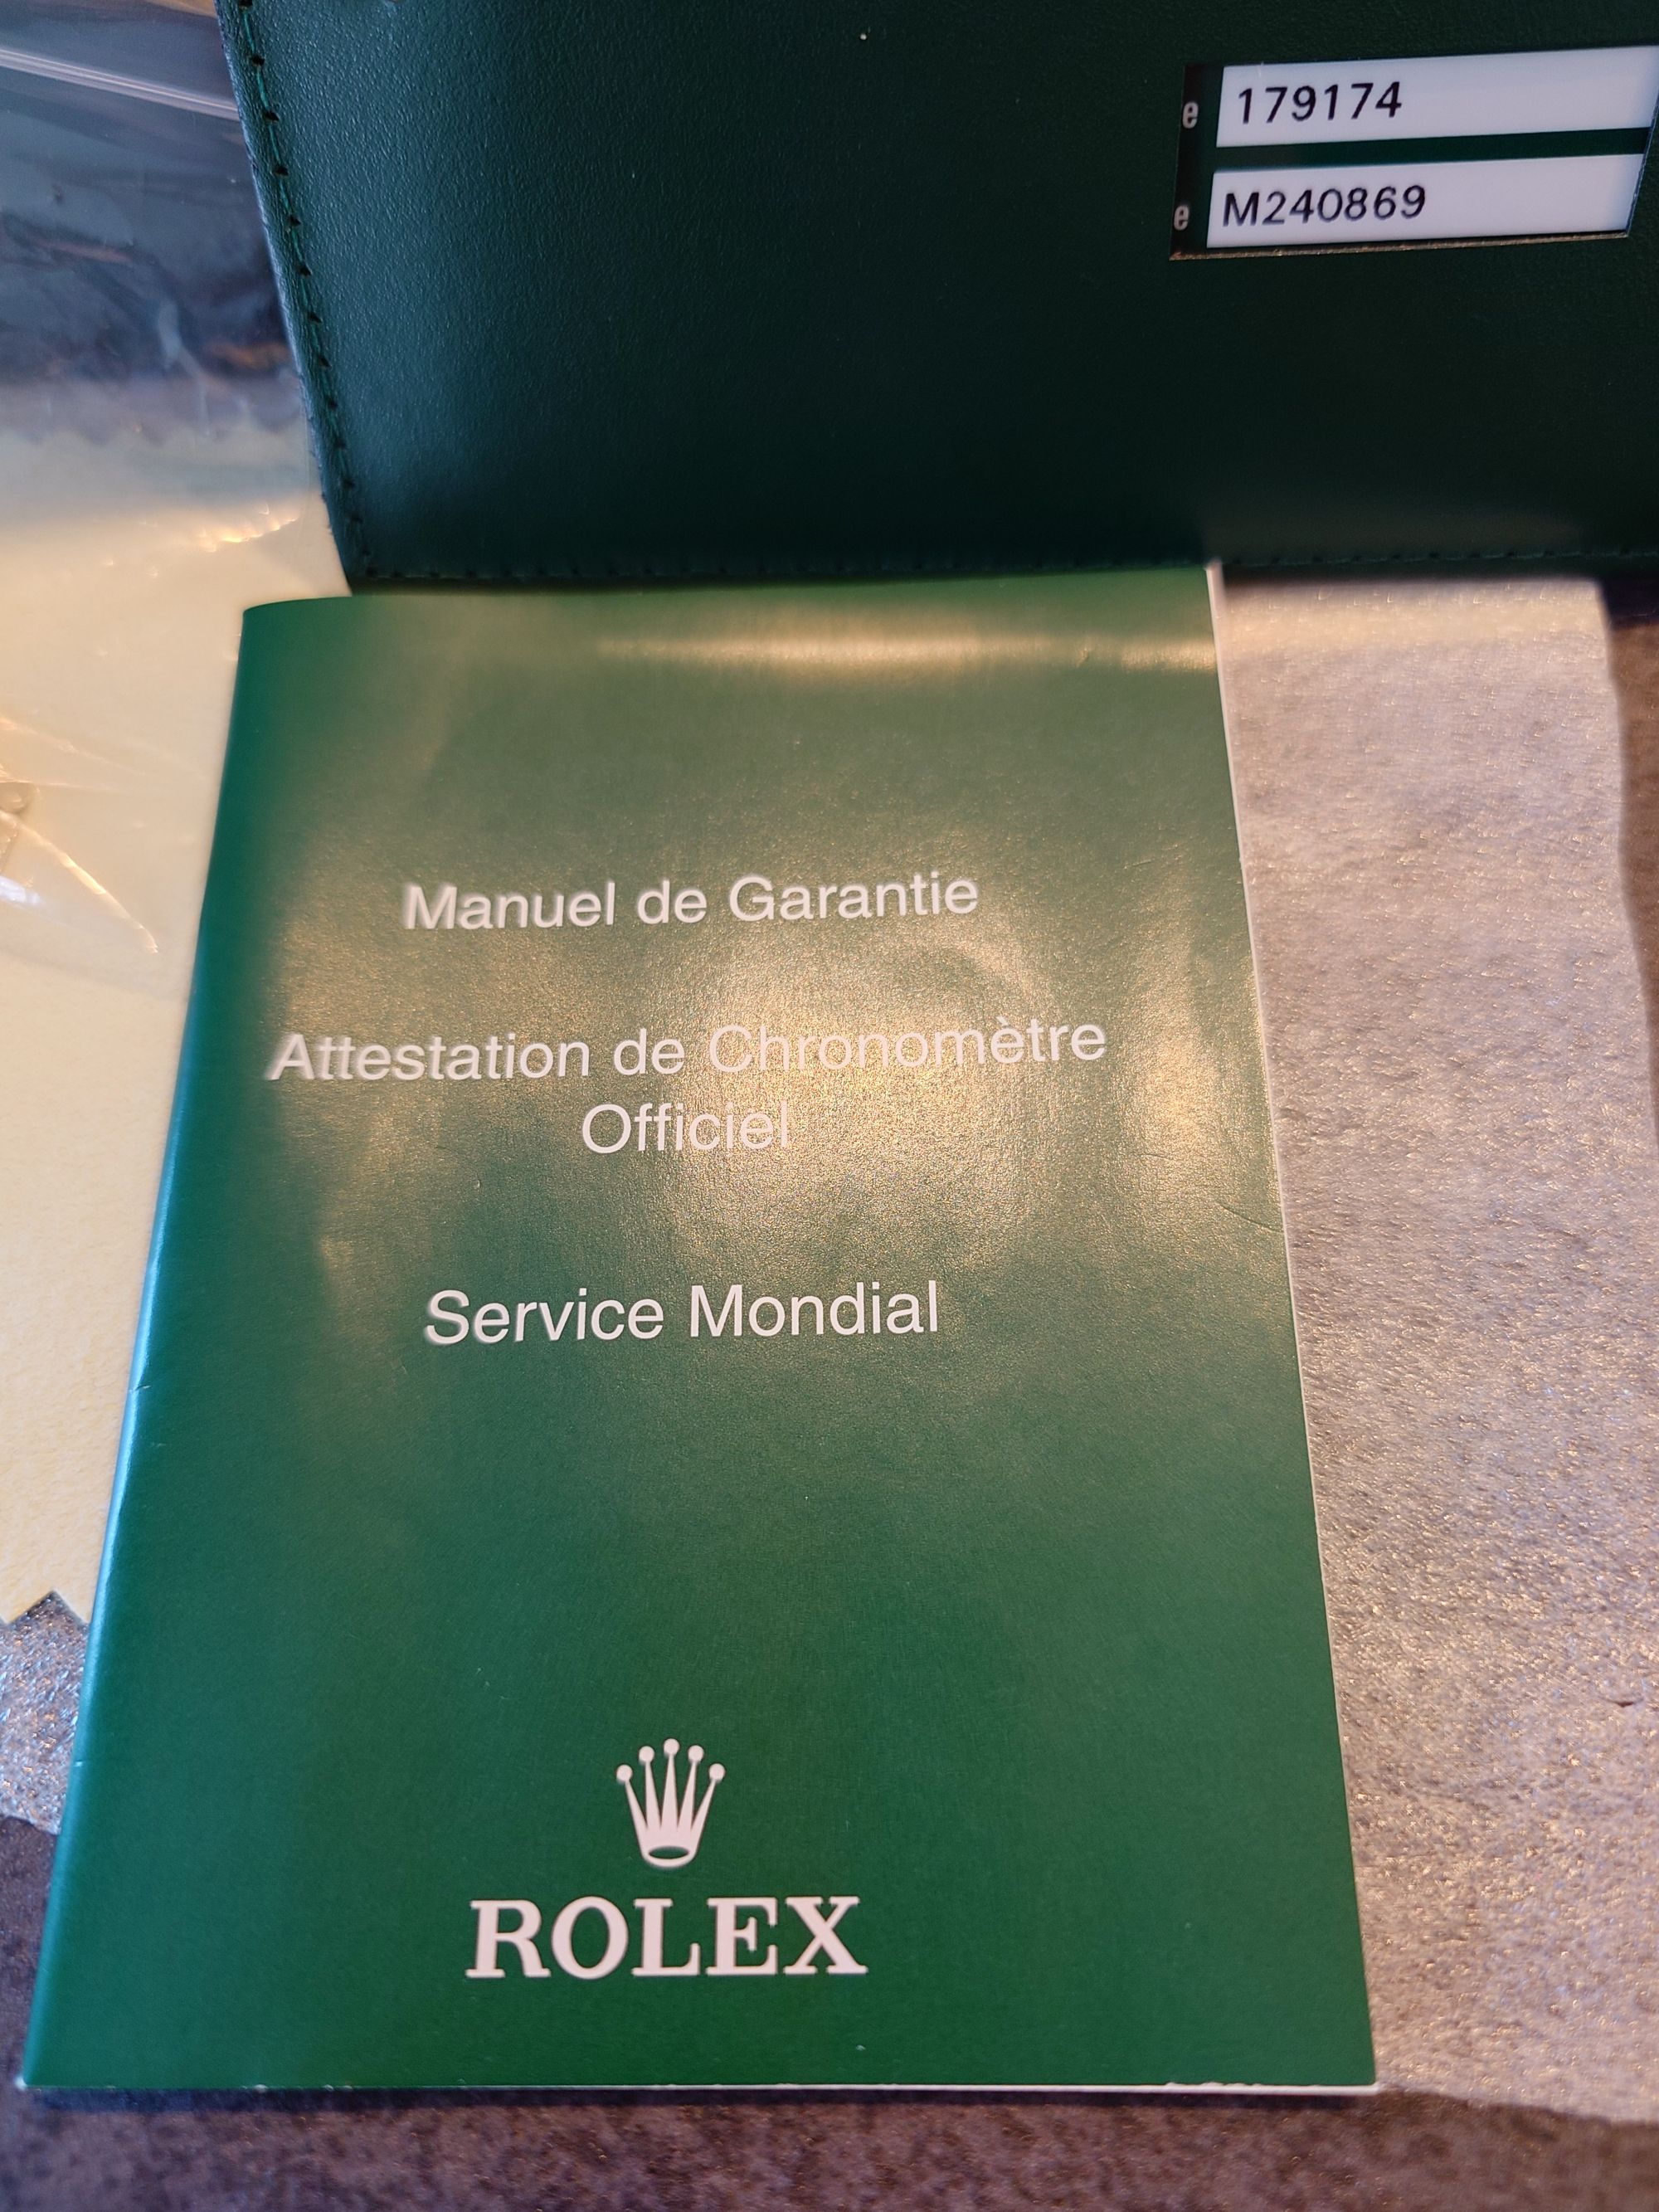 e 179174
e M240869
Manuel de Garantie
Attestation de Chronomètre
Officiel
Service Mondial
ROLEX